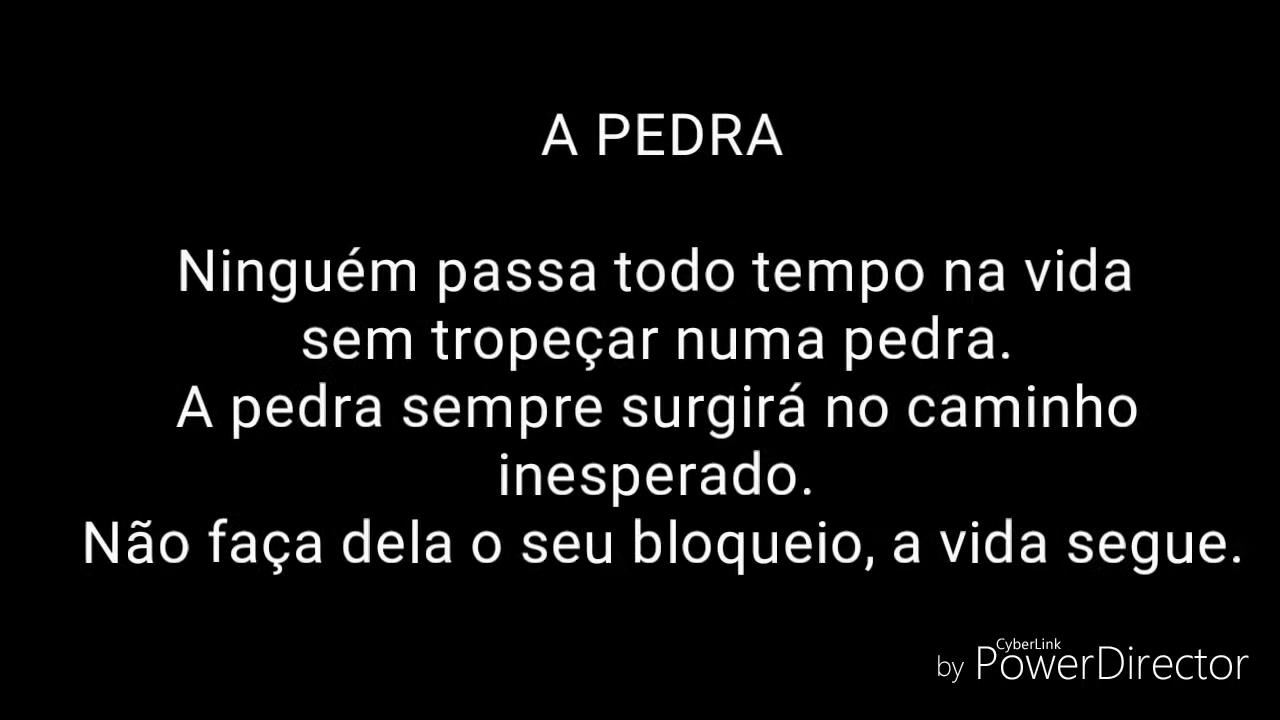 A PEDRA
Ninguém passa todo tempo na vida
sem tropeçar numa pedra.
A pedra sempre surgirá no caminho
inesperado.
Não faça dela o seu bloqueio, a vida segue.
CyberLink
by PowerDirector